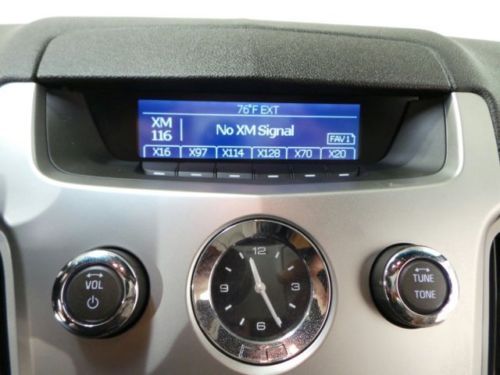 76°F EXT
XM
116
No XM Signal
FAV1
X16 X97 X114 X128 X70 X20
VOL
12
9 3
6
TUNE
TONE